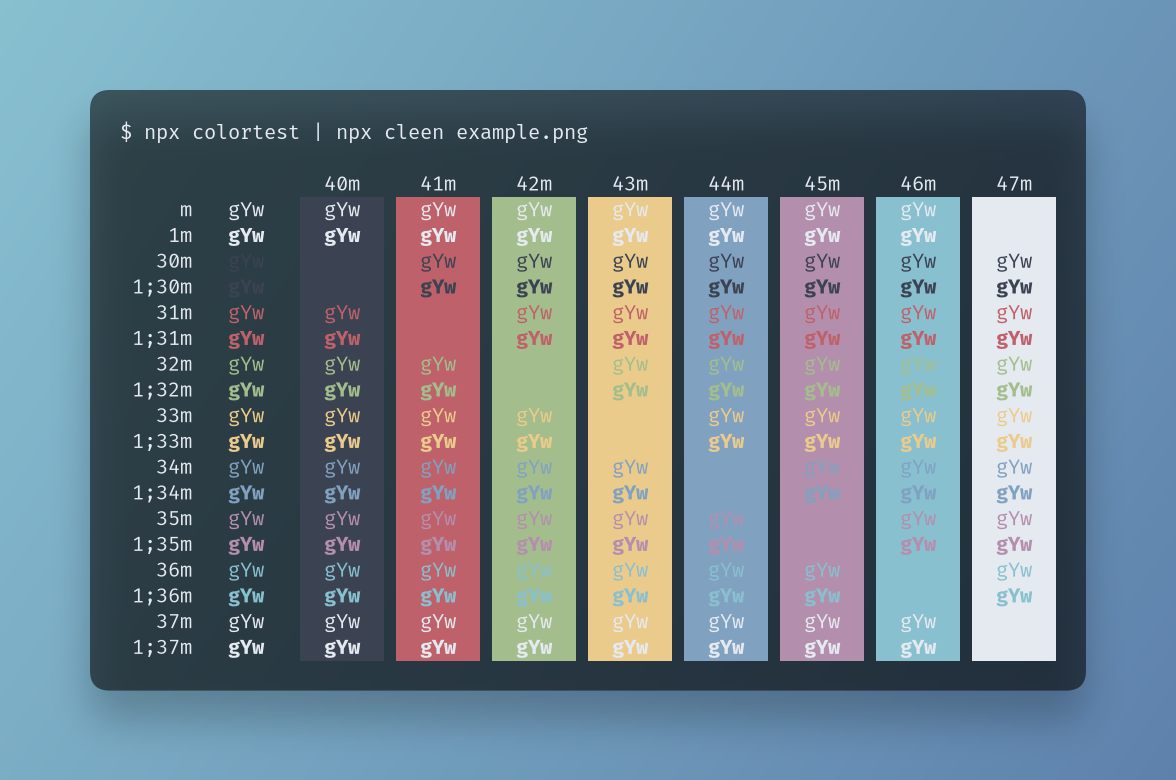 $ npx colortest | npx cleen example.png
40m 41m 42m 43m 44m 45m 46m 47m
m gYw gYw gYw gYw gYw gYw gYw gYw
1m gYw gYw gYw gYw gYw gYw gYw gYw
30m gYw gYw gYw gYw gYw gYw gYw gYw
1;30m gYw gYw gYw gYw gYw gYw gYw gYw
31m gYw gYw gYw gYw gYw gYw gYw gYw
1;31m gYw gYw gYw gYw gYw gYw gYw gYw
32m gYw gYw gYw gYw gYw gYw gYw gYw
1;32m gYw gYw gYw gYw gYw gYw gYw gYw
33m gYw gYw gYw gYw gYw gYw gYw gYw
1;33m gYw gYw gYw gYw gYw gYw gYw gYw
34m gYw gYw gYw gYw gYw gYw gYw gYw
1;34m gYw gYw gYw gYw gYw gYw gYw gYw
35m gYw gYw gYw gYw gYw gYw gYw gYw
1;35m gYw gYw gYw gYw gYw gYw gYw gYw
36m gYw gYw gYw gYw gYw gYw gYw gYw
1;36m gYw gYw gYw gYw gYw gYw gYw gYw
37m gYw gYw gYw gYw gYw gYw gYw gYw
1;37m gYw gYw gYw gYw gYw gYw gYw gYw